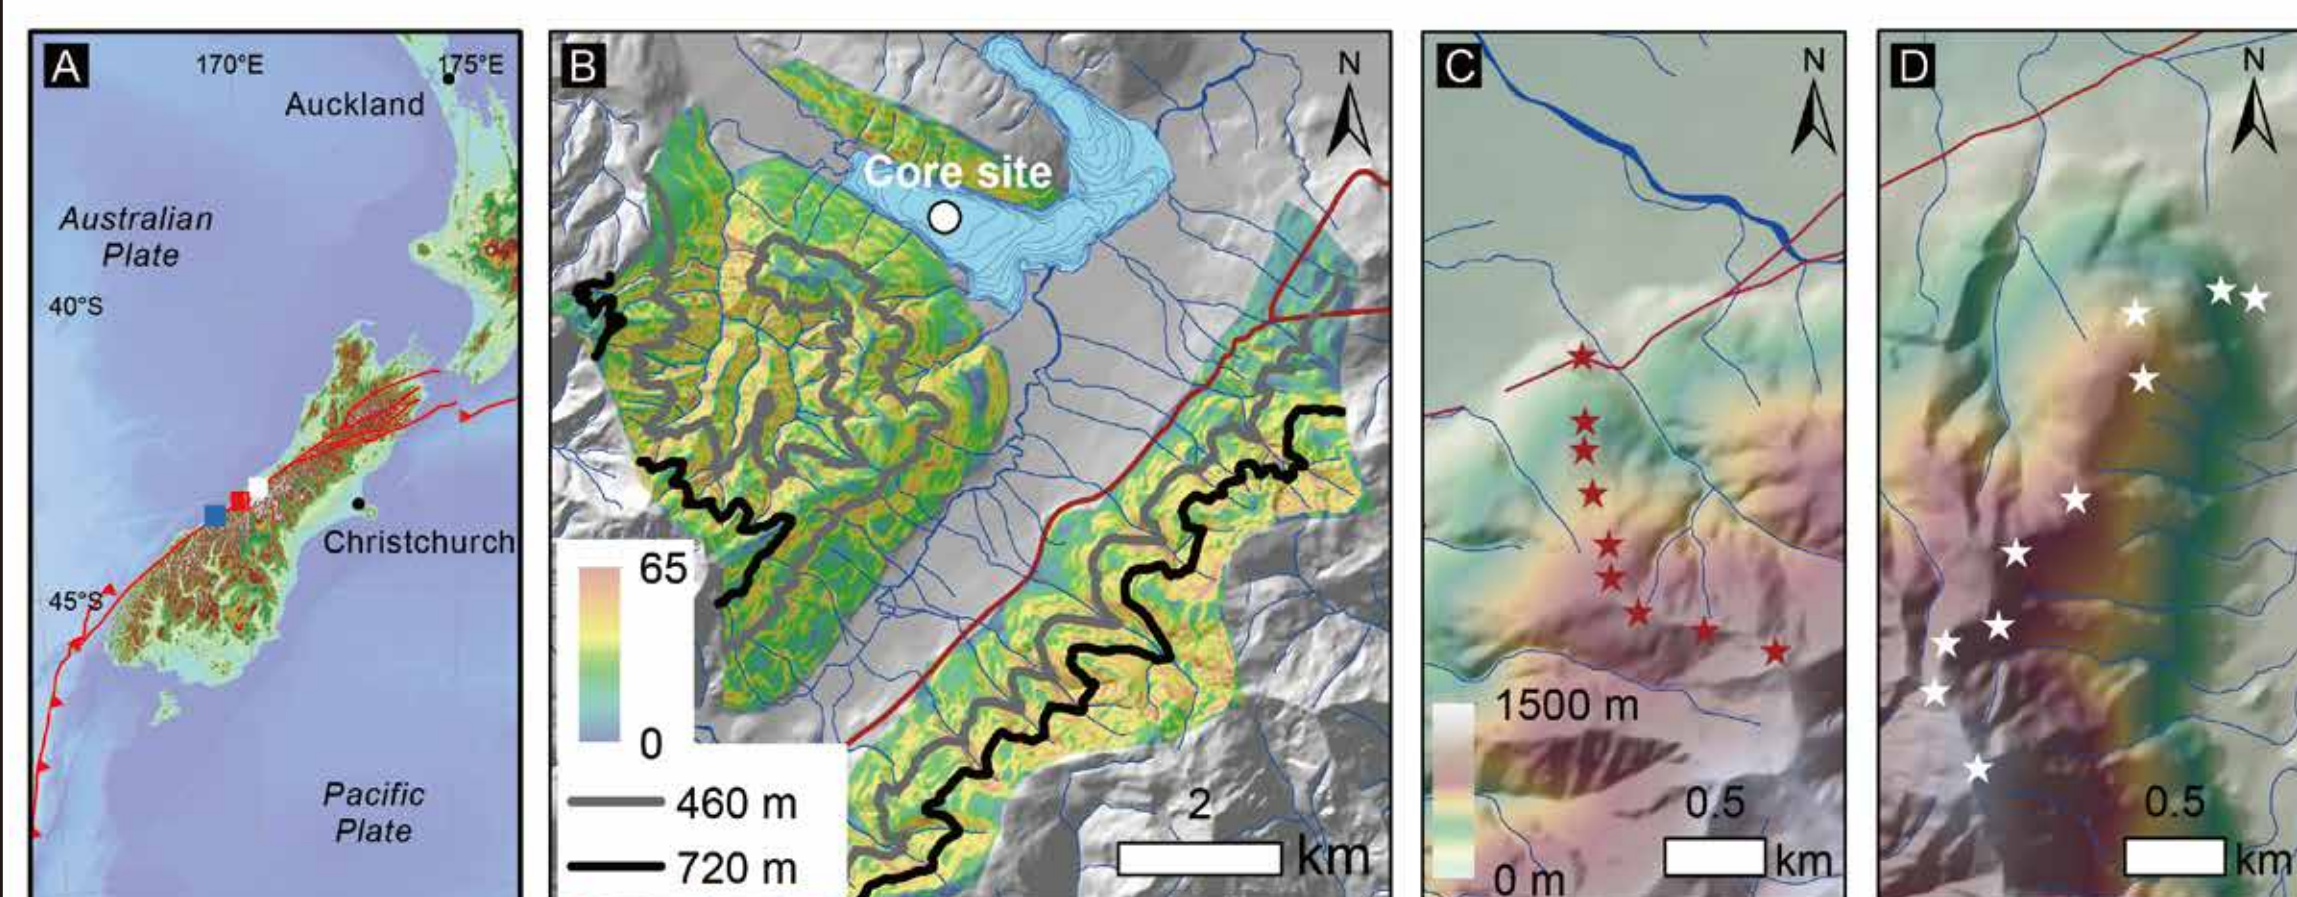 A
170°E
175°E
Auckland
Australian
Plate
40°S
45°S
Christchurch
Pacific
Plate
B
N
Core site
65
0
460 m
720 m
2
km
C
N
1500 m
0 m
0.5
km
D
N
0.5
km